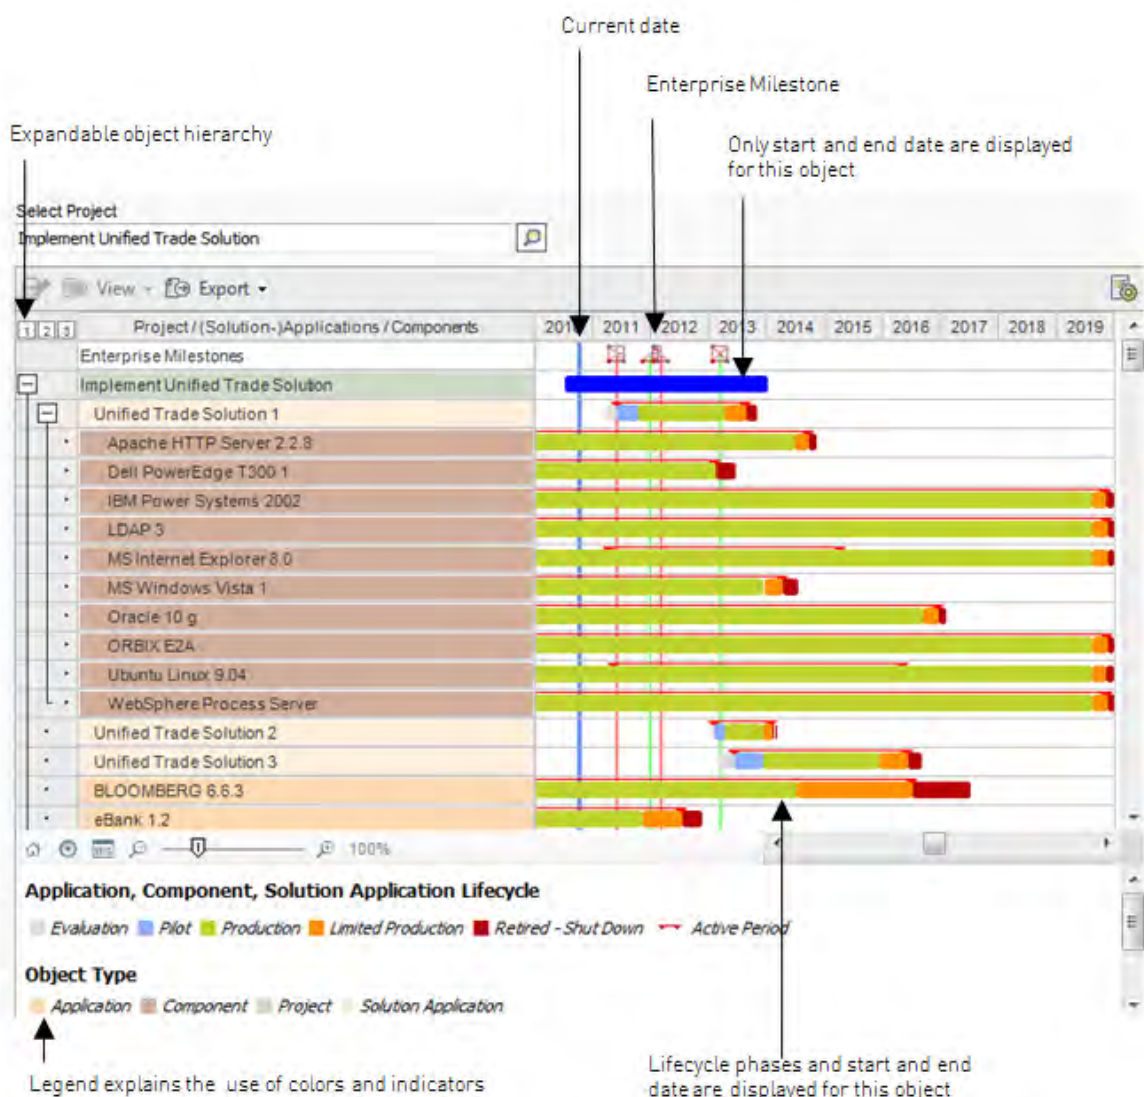 Current date
Enterprise Milestone
Expandable object hierarchy
Only start and end date are displayed
for this object
Select Project
Implement Unified Trade Solution
View Export
1 2 3 Project / (Solution-)Applications / Components 2010 2011 2012 2013 2014 2015 2016 2017 2018 2019
Enterprise Milestones
Implement Unified Trade Solution
Unified Trade Solution 1
Apache HTTP Server 2.2.8
Dell PowerEdge T300 1
IBM Power Systems 2002
LDAP 3
MS Internet Explorer 8.0
MS Windows Vista 1
Oracle 10 g
ORBIX E2A
Ubuntu Linux 9.04
WebSphere Process Server
Unified Trade Solution 2
Unified Trade Solution 3
BLOOMBERG 6.6.3
eBank 1.2
100%
Application, Component, Solution Application Lifecycle
Evaluation Pilot Production Limited Production Retired - Shut Down Active Period
Object Type
Application Component Project Solution Application
Legend explains the use of colors and indicators
Lifecycle phases and start and end
date are displayed for this object